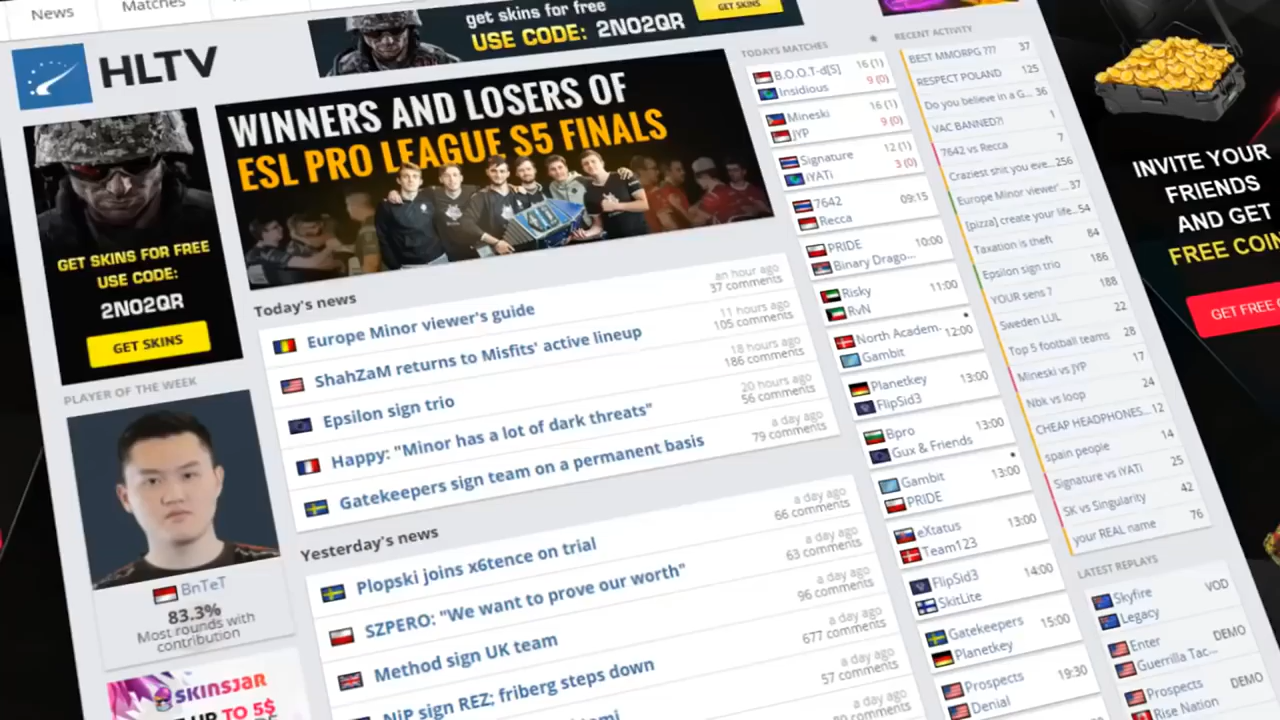 News
Matches
HLTV
get skins for free
USE CODE: 2NO2QR
GET SKINS
GET SKINS FOR FREE
USE CODE:
2NO2QR
GET SKINS
PLAYER OF THE WEEK
BnTeT
83.3%
Most rounds with
contribution
SKINSJAR
UP TO 5$
WINNERS AND LOSERS OF
ESL PRO LEAGUE S5 FINALS
Today's news
Europe Minor viewer's guide
an hour ago
37 comments
ShahZaM returns to Misfits' active lineup
11 hours ago
105 comments
Epsilon sign trio
18 hours ago
186 comments
Happy: "Minor has a lot of dark threats"
20 hours ago
56 comments
Gatekeepers sign team on a permanent basis
a day ago
79 comments
Yesterday's news
Plopski joins x6tence on trial
a day ago
66 comments
SZPERO: "We want to prove our worth"
a day ago
63 comments
Method sign UK team
a day ago
96 comments
NiP sign REZ; friberg steps down
a day ago
677 comments
a day ago
57 comments
a day ago
TODAYS MATCHES
B.O.O.T-d[S] 16 (1)
Insidious 9 (0)
Mineski 16 (1)
JYP 9 (0)
Signature 12 (1)
iYATi 3 (0)
7642 09:15
Recca
PRIDE 10:00
Binary Drago...
Risky 11:00
RvN
North Academ. 12:00
Gambit
Planetkey 13:00
FlipSid3
Bpro 13:00
Gux & Friends
Gambit 13:00
PRIDE
eXtatus 13:00
Team123
FlipSid3 14:00
SkitLite
Gatekeepers 15:00
Planetkey
Prospects 19:30
Denial
RECENT ACTIVITY
BEST MMORPG ??? 37
RESPECT POLAND 125
Do you believe in a G... 36
VAC BANNED?! 1
7642 vs Recca 7
Craziest shit you eve... 256
Europe Minor viewer'... 37
[pizza] create your life... 54
Taxation is theft 84
Epsilon sign trio 186
YOUR sens ? 188
Sweden LUL 22
Top 5 football teams 28
Mineski vs JYP 17
Nbk vs loop 24
CHEAP HEADPHONES... 12
spain people 14
Signature vs iYATi 25
SK vs Singularity 42
your REAL name 76
LATEST REPLAYS
Skyfire VOD
Legacy
Enter DEMO
Guerrilla Tac...
Prospects DEMO
Rise Nation
INVITE YOUR
FRIENDS
AND GET
FREE COIN
GET FREE